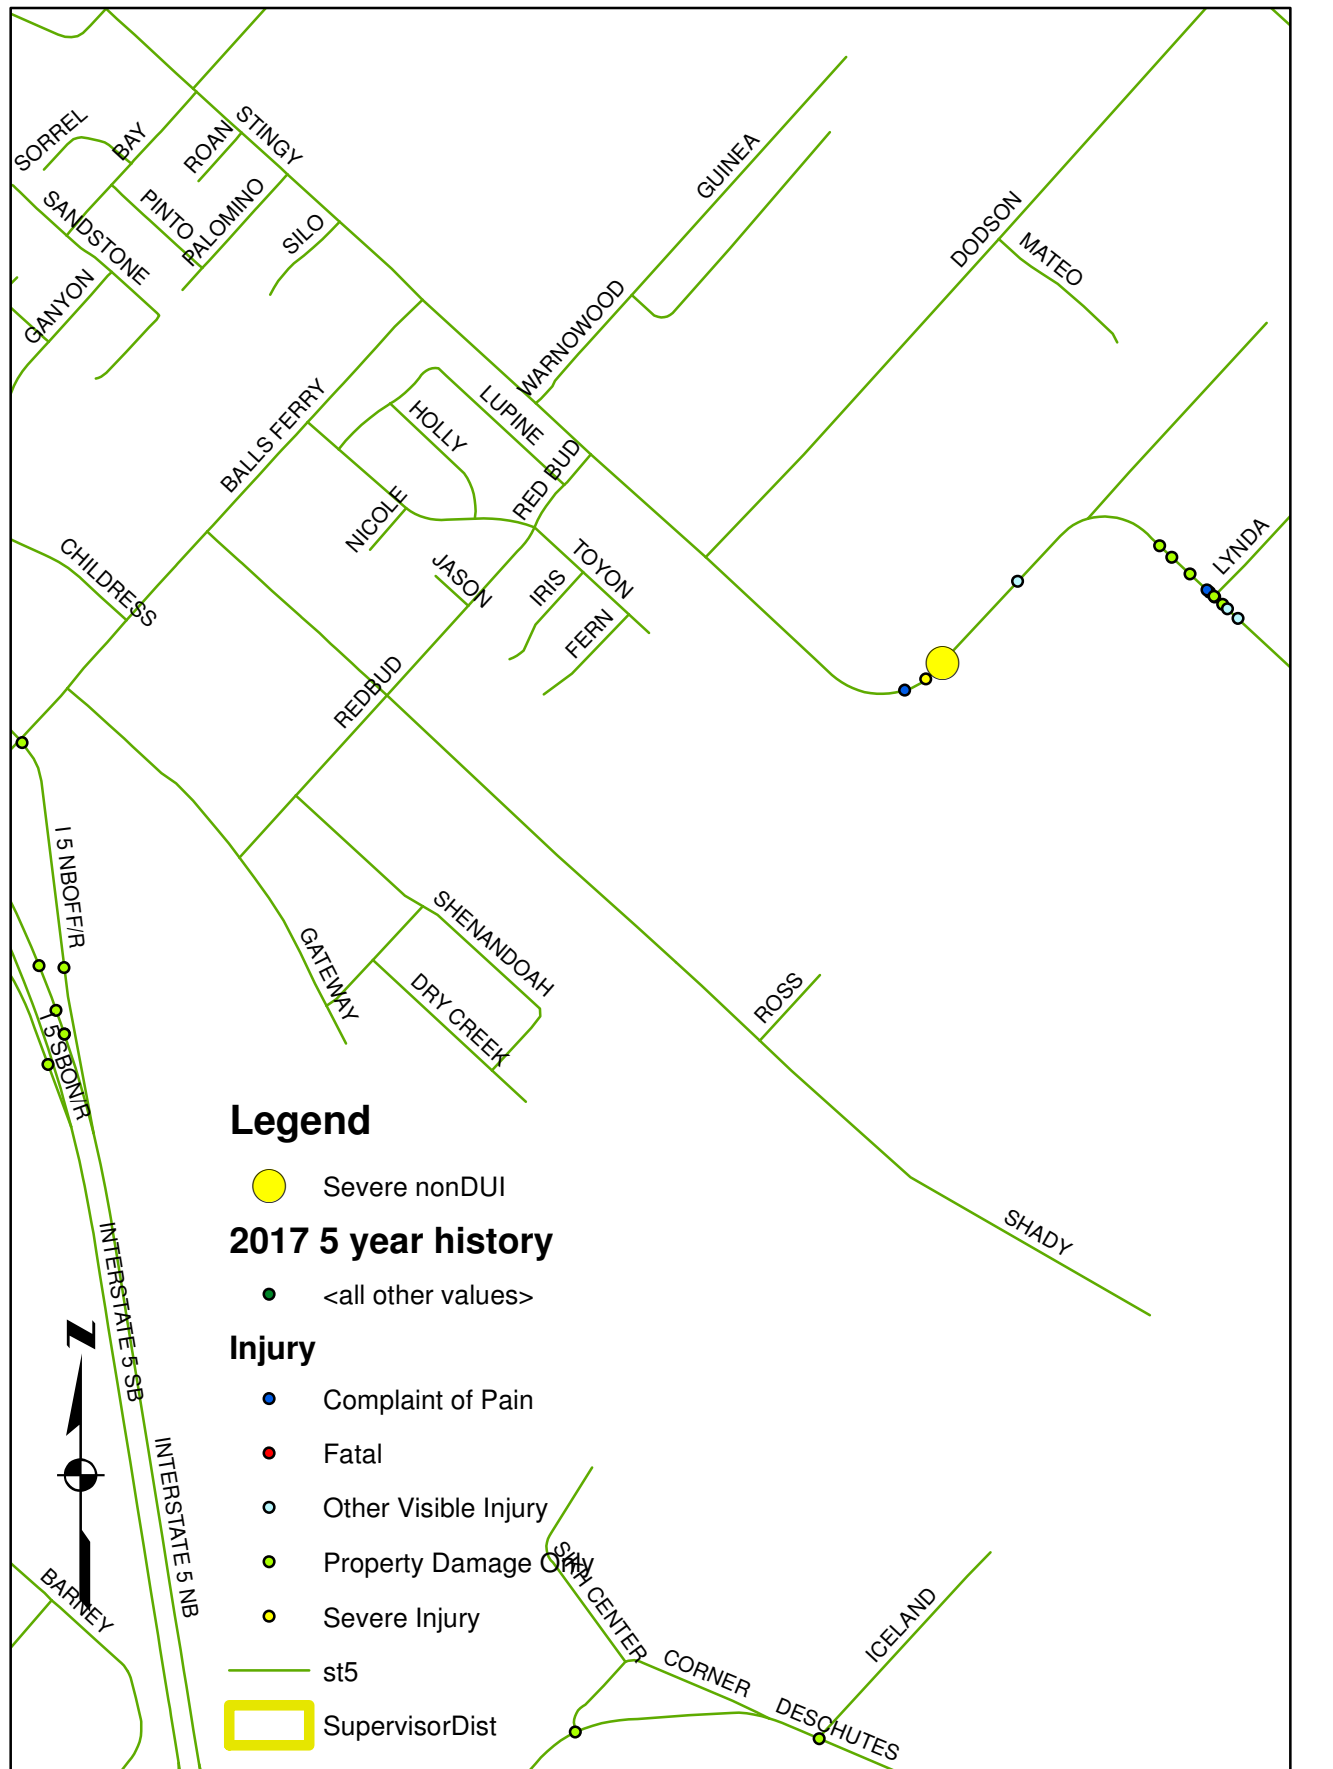 SORREL
BAY
ROAN
STINGY
GUINEA
PINTO
PALOMINO
SANDSTONE
SILO
DODSON
MATEO
GANYON
WARNOWOOD
BALLS FERRY
LUPINE
HOLLY
RED BUD
NICOLE
LYNDA
CHILDRESS
JASON
IRIS
TOYON
FERN
REDBUD
I 5 NBOFF/R
SHENANDOAH
GATEWAY
DRY CREEK
ROSS
I 5 SBON/R
Legend
Severe nonDUI
2017 5 year history
<all other values>
Injury
Complaint of Pain
Fatal
Other Visible Injury
Property Damage Only
Severe Injury
st5
SupervisorDist
SHADY
INTERSTATE 5 SB
N
INTERSTATE 5 NB
BARNEY
SIKH CENTER
CORNER
ICELAND
DESCHUTES